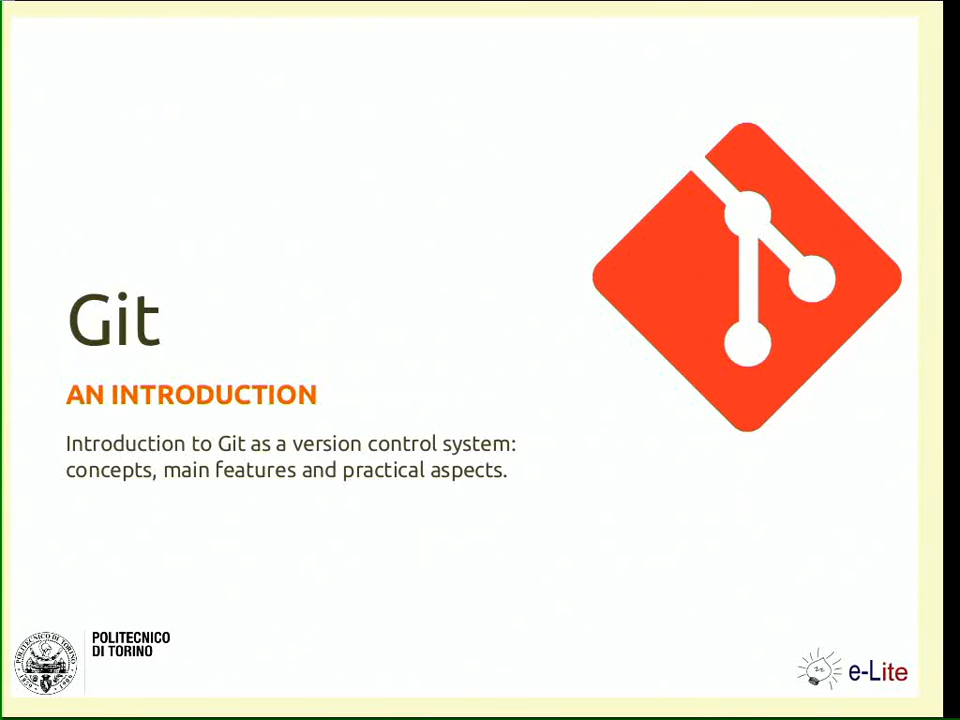 Git
AN INTRODUCTION
Introduction to Git as a version control system:
concepts, main features and practical aspects.
POLITECNICO
DI TORINO
e-Lite